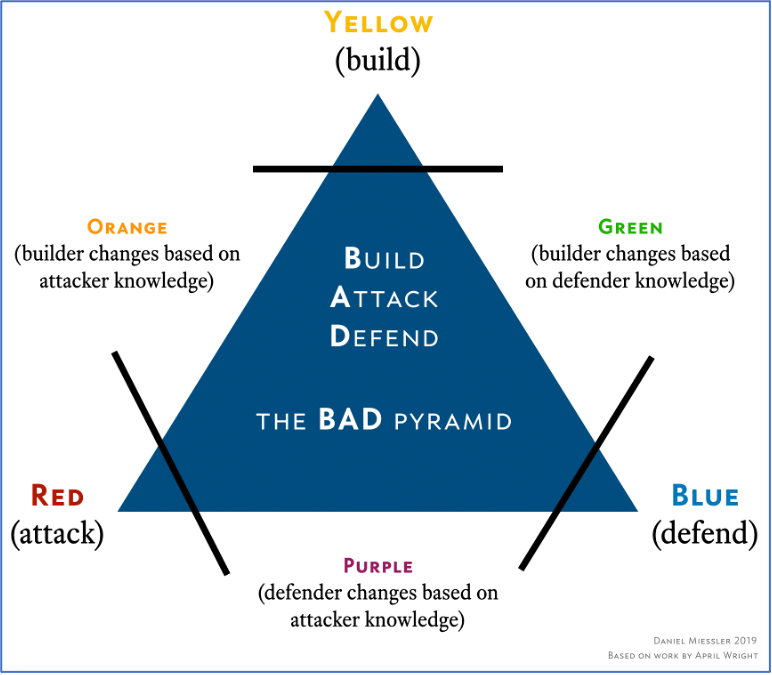 YELLOW
(build)
ORANGE
(builder changes based on
attacker knowledge)
GREEN
(builder changes based
on defender knowledge)
BUILD
ATTACK
DEFEND
THE BAD PYRAMID
RED
(attack)
BLUE
(defend)
PURPLE
(defender changes based on
attacker knowledge)
DANIEL MIESSLER 2019
BASED ON WORK BY APRIL WRIGHT